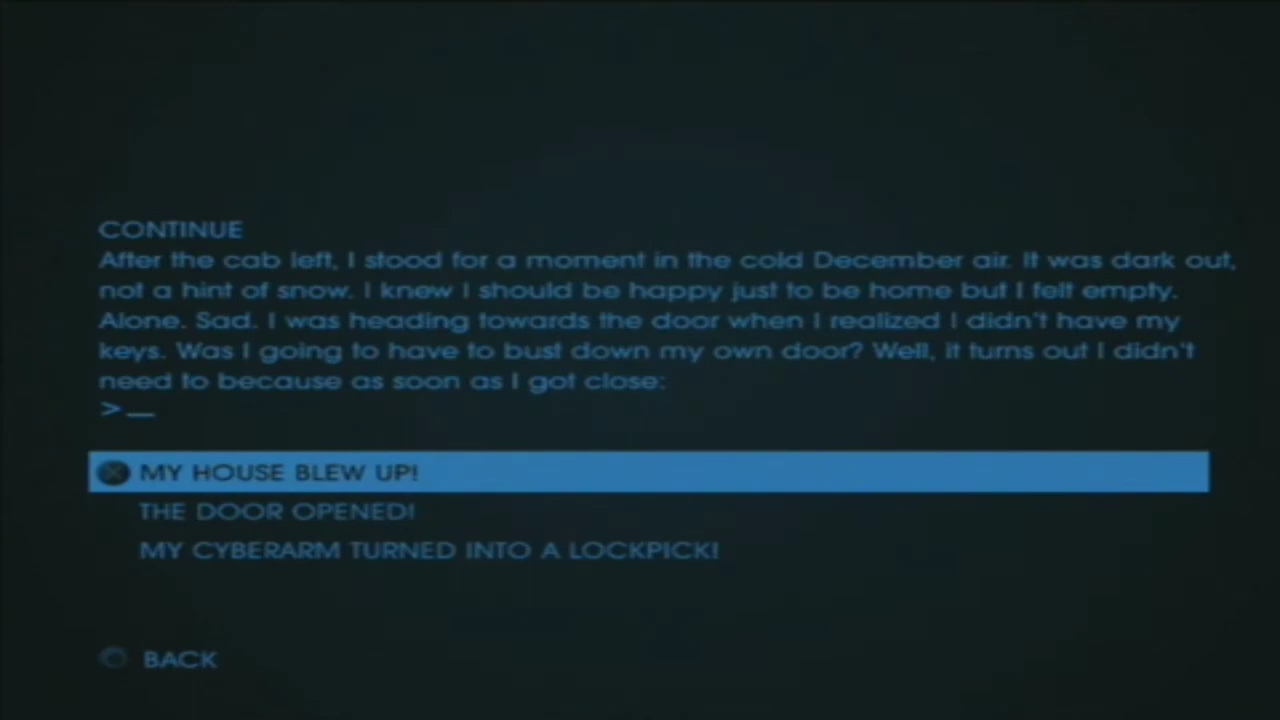 CONTINUE
After the cab left, I stood for a moment in the cold December air. It was dark out,
not a hint of snow. I knew I should be happy just to be home but I felt empty.
Alone. Sad. I was heading towards the door when I realized I didn't have my
keys. Was I going to have to bust down my own door? Well, it turns out I didn't
need to because as soon as I got close:
>_
MY HOUSE BLEW UP!
THE DOOR OPENED!
MY CYBERARM TURNED INTO A LOCKPICK!
BACK